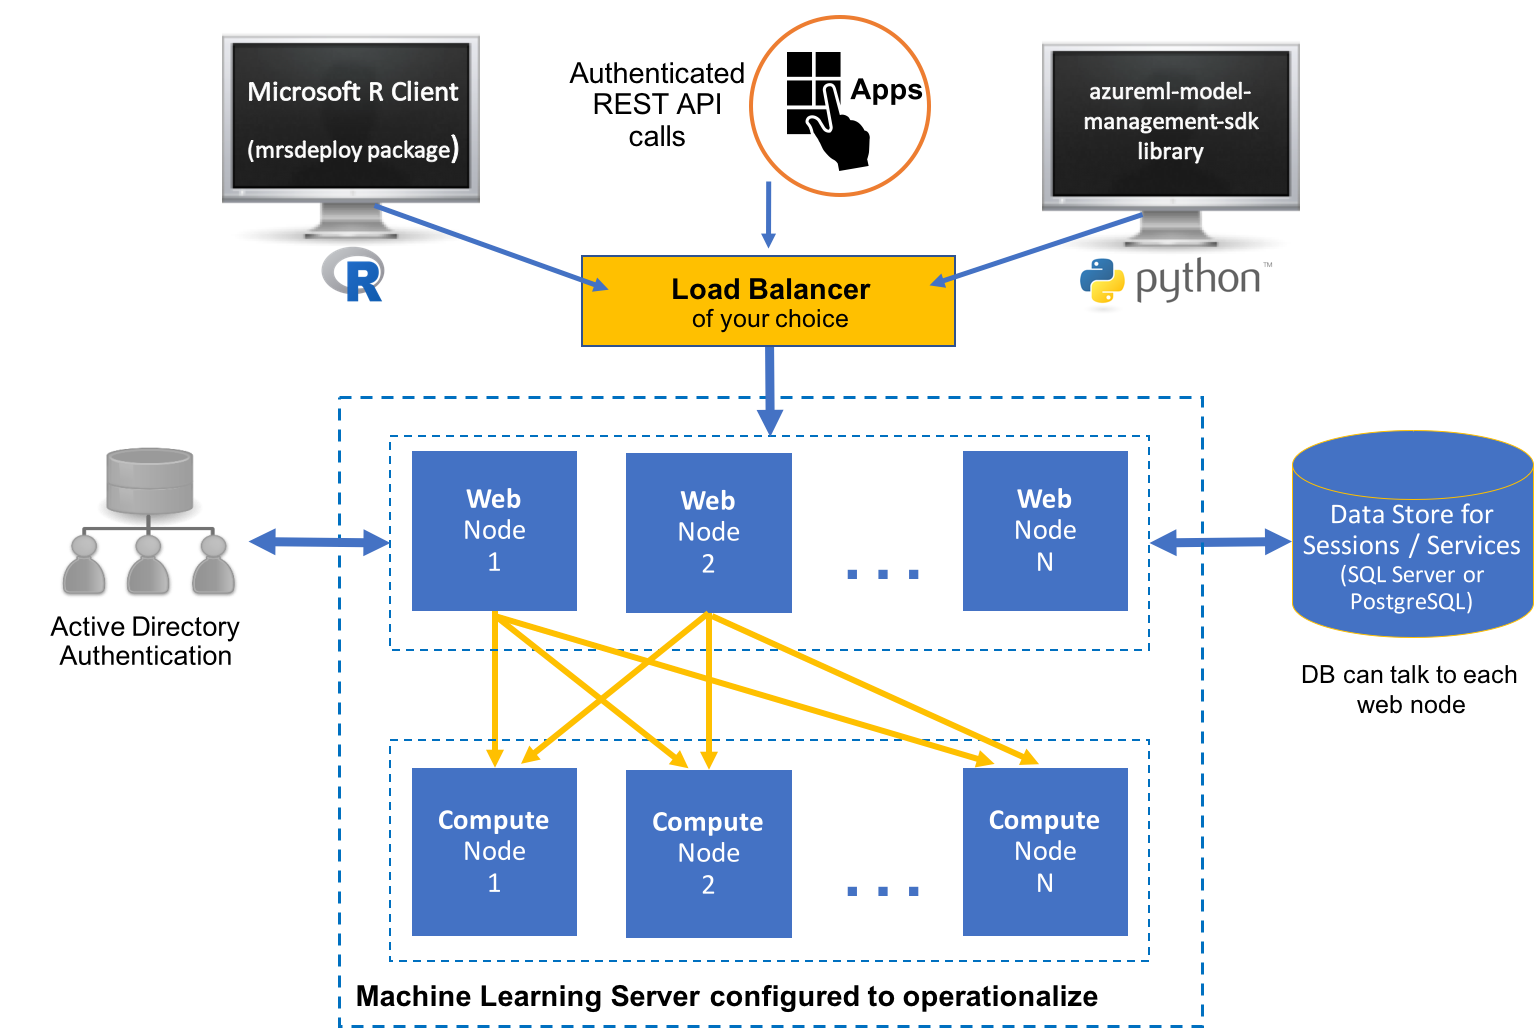 Microsoft R Client
(mrsdeploy package)
R
Authenticated
REST API
calls
Apps
azureml-model-
management-sdk
library
python™
Load Balancer
of your choice
Active Directory
Authentication
Web
Node
1
Web
Node
2
...
Web
Node
N
Data Store for
Sessions / Services
(SQL Server or
PostgreSQL)
DB can talk to each
web node
Compute
Node
1
Compute
Node
2
...
Compute
Node
N
Machine Learning Server configured to operationalize